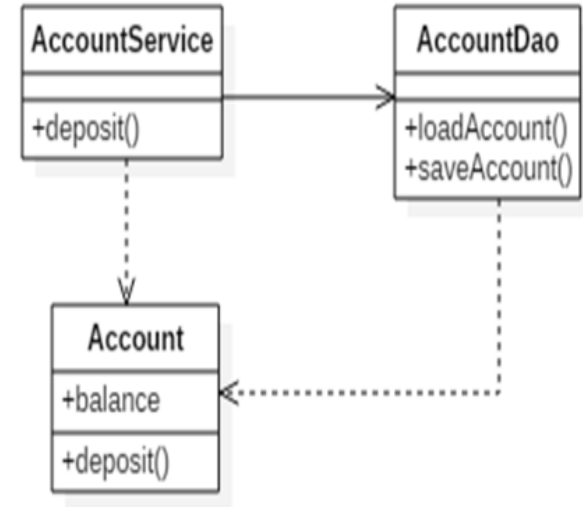 AccountService
+deposit()
AccountDao
+loadAccount()
+saveAccount()
Account
+balance
+deposit()